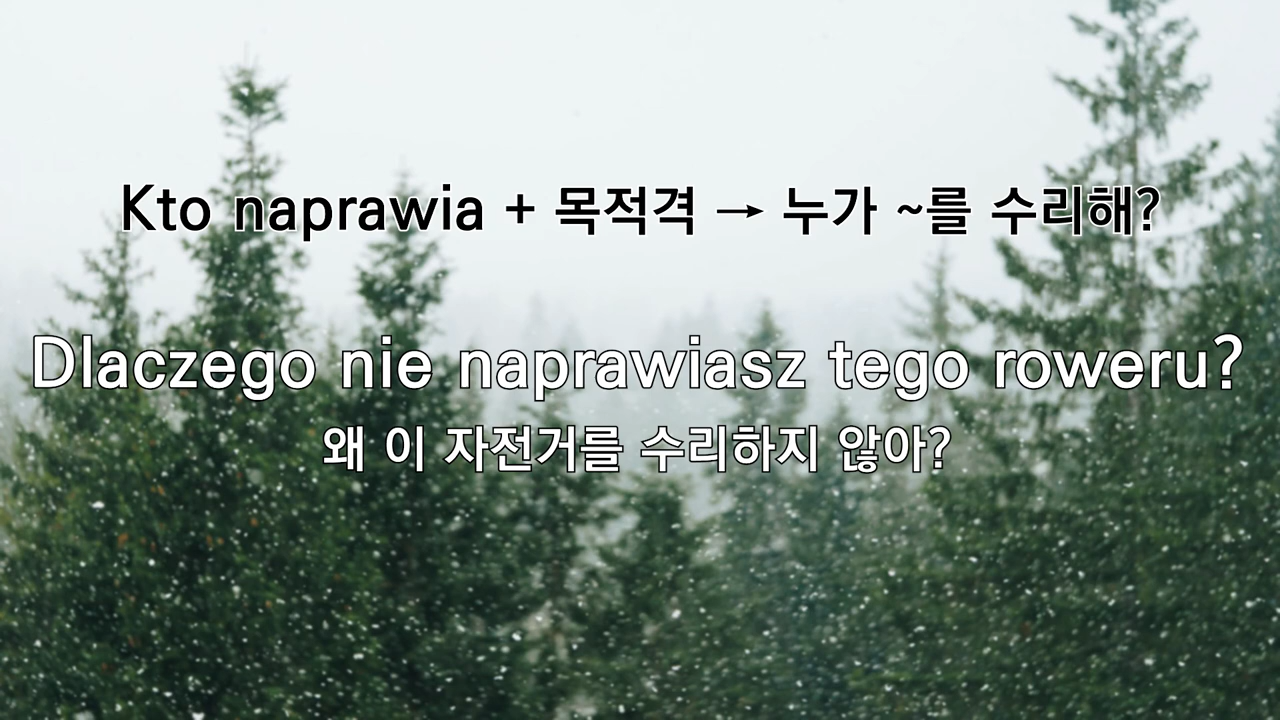 Kto naprawia + 목적격 → 누가 ~를 수리해?
Dlaczego nie naprawiasz tego roweru?
왜 이 자전거를 수리하지 않아?